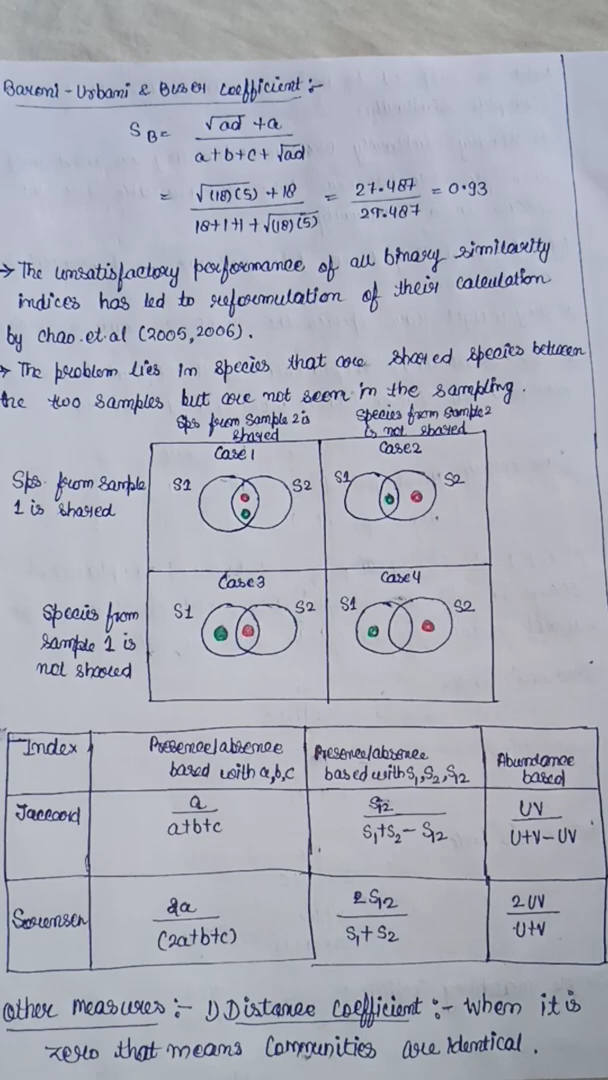 Baroni-Urbani & Buser Coefficient :-
S_B = (√ad + a) / (a+b+c+√ad)
= (√(18)(5) + 18) / (18+1+1+√(18)(5)) = 27.487 / 29.487 = 0.93
→ The unsatisfactory performance of all binary similarity
indices has led to reformulation of their calculation
by chao.et.al (2005,2006).
→ The problem lies in species that are shared species between
the two samples but are not seen in the sampling.
Sps from Sample 2 is shared
Species from Sample 2 is not shared
Sps. from Sample 1 is shared
Case 1
S1 S2
Case 2
S1 S2
Species from sample 1 is not shared
Case 3
S1 S2
Case 4
S1 S2
Index | Presence/absence based with a,b,c | Presence/absence based with S1,S2,S12 | Abundance based
Jaccard | a / (a+b+c) | S12 / (S1+S2-S12) | UV / (U+V-UV)
Sorensen | 2a / (2a+b+c) | 2S12 / (S1+S2) | 2UV / (U+V)
Other measures :- 1) Distance Coefficient :- When it is
zero that means Communities are Identical.